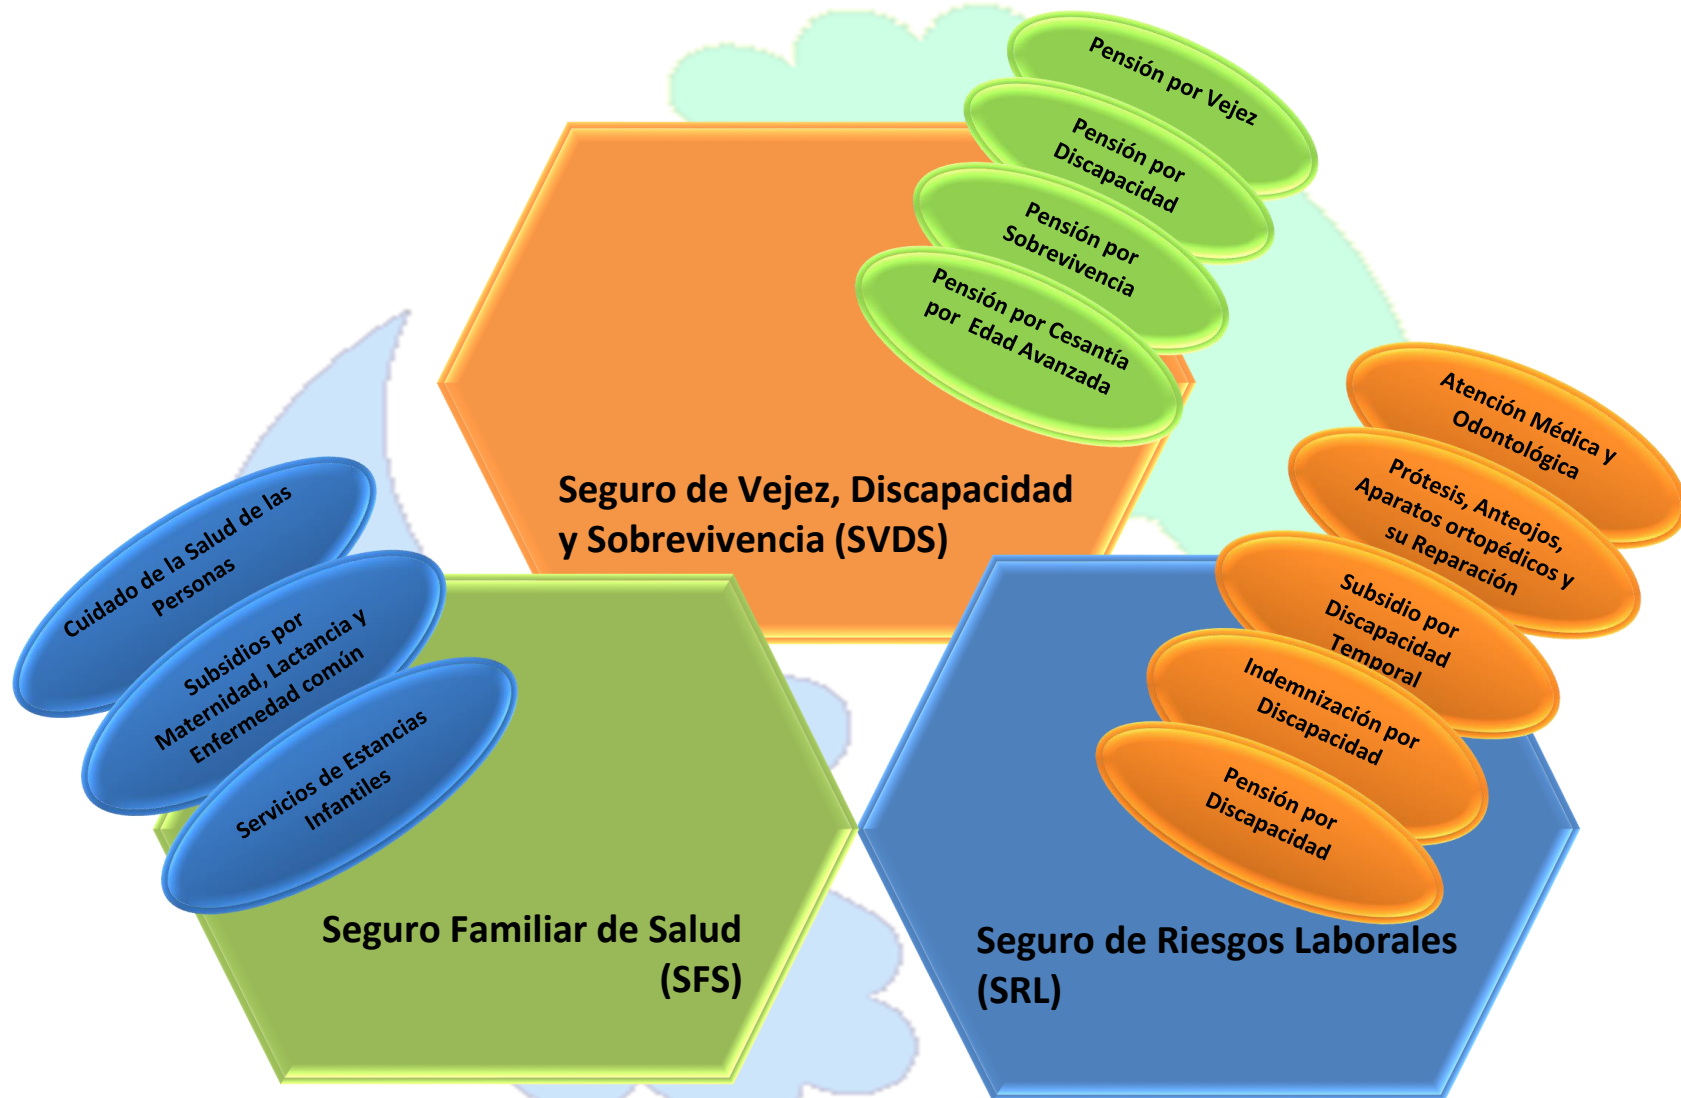 Pensión por Vejez
Pensión por
Discapacidad
Pensión por
Sobrevivencia
Pensión por Cesantía
por Edad Avanzada
Seguro de Vejez, Discapacidad
y Sobrevivencia (SVDS)
Cuidado de la Salud de las
Personas
Subsidios por
Maternidad, Lactancia y
Enfermedad común
Servicios de Estancias
Infantiles
Seguro Familiar de Salud
(SFS)
Atención Médica y
Odontológica
Prótesis, Anteojos,
Aparatos ortopédicos y
su Reparación
Subsidio por
Discapacidad
Temporal
Indemnización por
Discapacidad
Pensión por
Discapacidad
Seguro de Riesgos Laborales
(SRL)